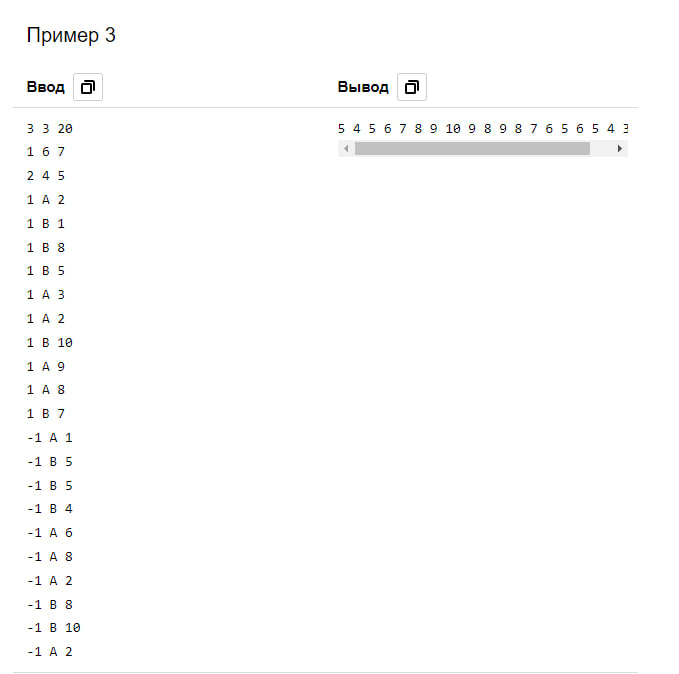 Пример 3
Ввод
Вывод
3 3 20
1 6 7
2 4 5
1 A 2
1 B 1
1 B 8
1 B 5
1 A 3
1 A 2
1 B 10
1 A 9
1 A 8
1 B 7
-1 A 1
-1 B 5
-1 B 5
-1 B 4
-1 A 6
-1 A 8
-1 A 2
-1 B 8
-1 B 10
-1 A 2
5 4 5 6 7 8 9 10 9 8 9 8 7 6 5 6 5 4 3